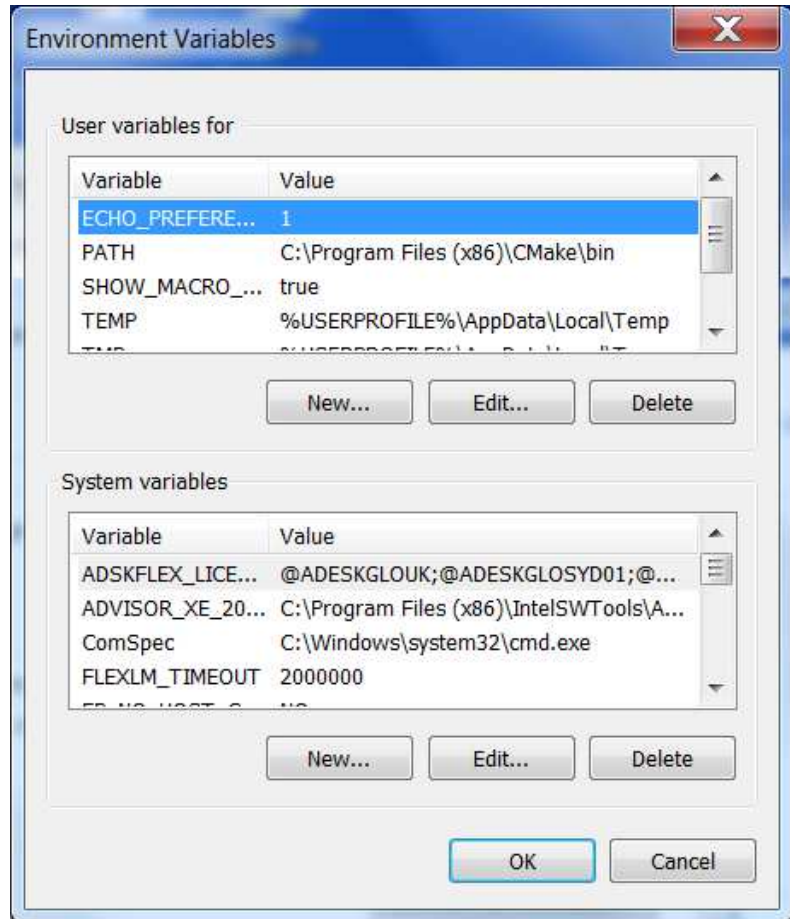 Environment Variables
User variables for
Variable Value
ECHO_PREFERE... 1
PATH C:\Program Files (x86)\CMake\bin
SHOW_MACRO_... true
TEMP %USERPROFILE%\AppData\Local\Temp
New... Edit... Delete
System variables
Variable Value
ADSKFLEX_LICE... @ADESKGLOUK;@ADESKGLOSYD01;@...
ADVISOR_XE_20... C:\Program Files (x86)\IntelSWTools\A...
ComSpec C:\Windows\system32\cmd.exe
FLEXLM_TIMEOUT 2000000
New... Edit... Delete
OK Cancel